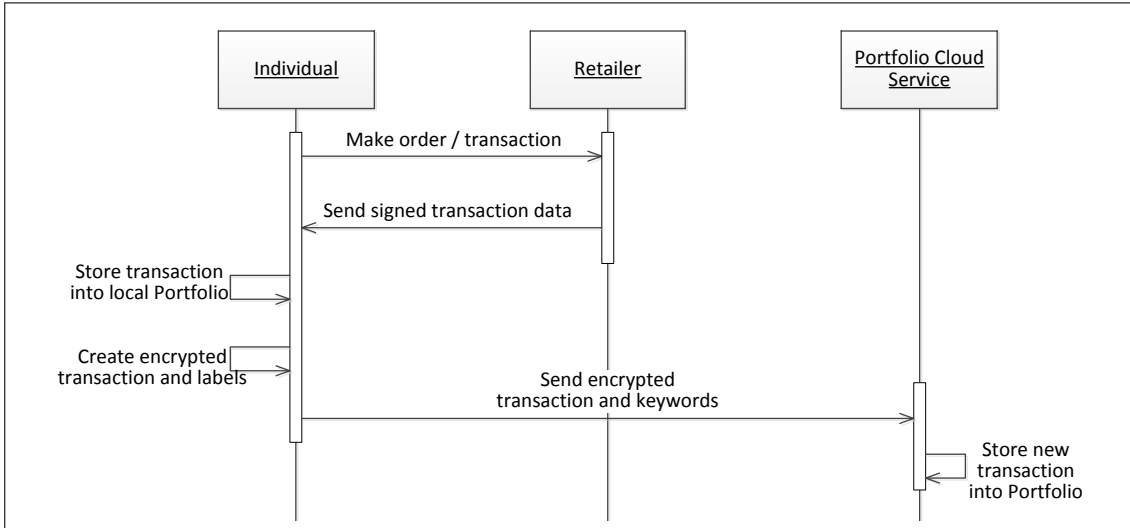 Individual
Retailer
Portfolio Cloud
Service
Make order / transaction
Send signed transaction data
Store transaction
into local Portfolio
Create encrypted
transaction and labels
Send encrypted
transaction and keywords
Store new
transaction
into Portfolio